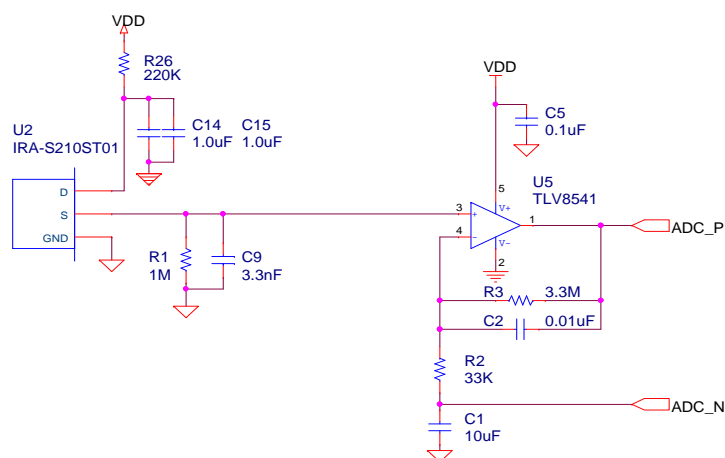 VDD
R26
220K
U2
IRA-S210ST01
C14
1.0uF
C15
1.0uF
D
S
GND
R1
1M
C9
3.3nF
VDD
C5
0.1uF
U5
TLV8541
5
V+
3
+
4
-
1
V-
2
ADC_P
R3
3.3M
C2
0.01uF
R2
33K
ADC_N
C1
10uF